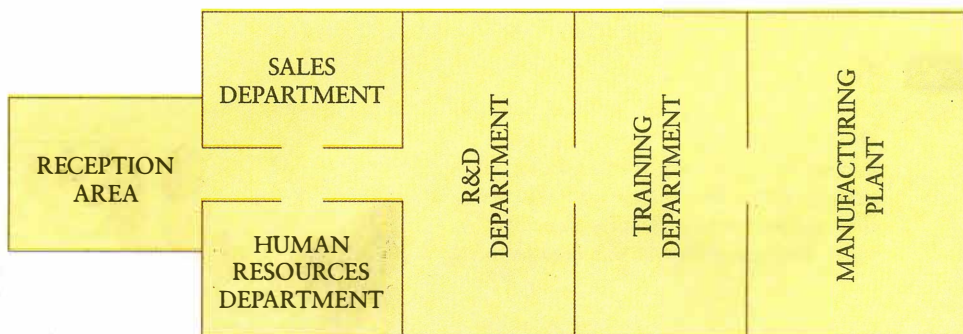 SALES
DEPARTMENT
RECEPTION
AREA
HUMAN
RESOURCES
DEPARTMENT
R&D
DEPARTMENT
TRAINING
DEPARTMENT
MANUFACTURING
PLANT